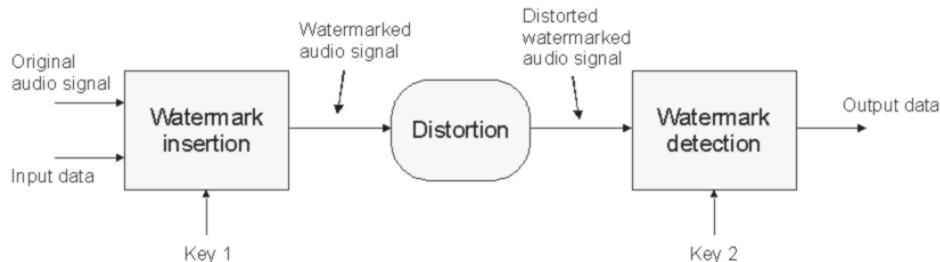 Original
audio signal
Input data
Watermark
insertion
Key 1
Watermarked
audio signal
Distortion
Distorted
watermarked
audio signal
Watermark
detection
Key 2
Output data